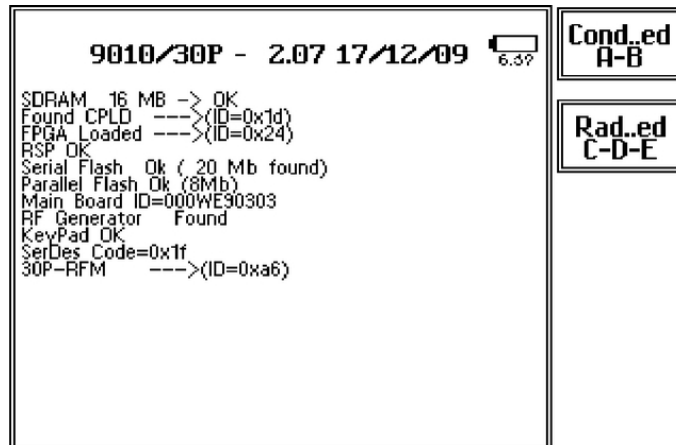 9010/30P - 2.07 17/12/09
6.39
SDRAM 16 MB -> OK
Found CPLD --->(ID=0x1d)
FPGA Loaded --->(ID=0x24)
RSP OK
Serial Flash Ok ( 20 Mb found)
Parallel Flash Ok (8Mb)
Main Board ID=000WE90303
RF Generator Found
KeyPad OK
SerDes Code=0x1f
30P-RFM --->(ID=0xa6)
Cond..ed
A-B
Rad..ed
C-D-E